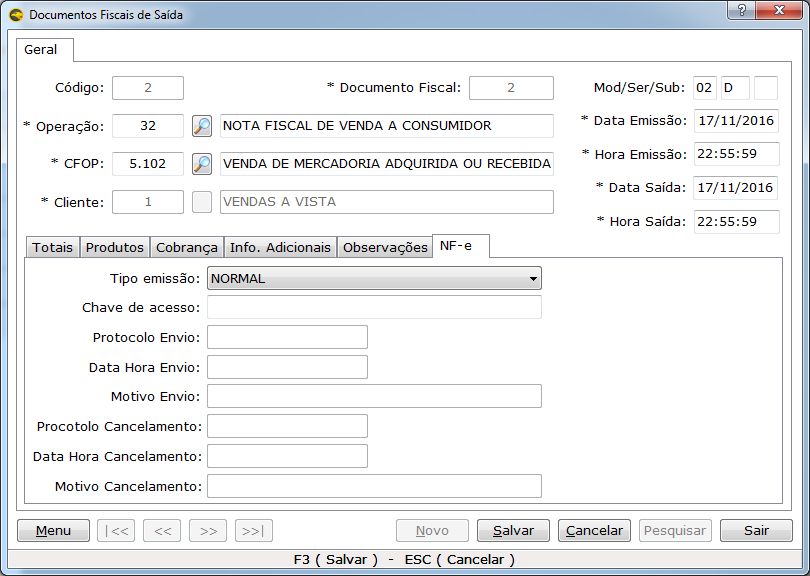 Documentos Fiscais de Saída
?
X
Geral
Código: 2 * Documento Fiscal: 2 Mod/Ser/Sub: 02 D
* Operação: 32 NOTA FISCAL DE VENDA A CONSUMIDOR * Data Emissão: 17/11/2016
* CFOP: 5.102 VENDA DE MERCADORIA ADQUIRIDA OU RECEBIDA * Hora Emissão: 22:55:59
* Cliente: 1 VENDAS A VISTA * Data Saída: 17/11/2016
* Hora Saída: 22:55:59
Totais Produtos Cobrança Info. Adicionais Observações NF-e
Tipo emissão: NORMAL
Chave de acesso:
Protocolo Envio:
Data Hora Envio:
Motivo Envio:
Procotolo Cancelamento:
Data Hora Cancelamento:
Motivo Cancelamento:
Menu |<< << >> >>| Novo Salvar Cancelar Pesquisar Sair
F3 ( Salvar ) - ESC ( Cancelar )